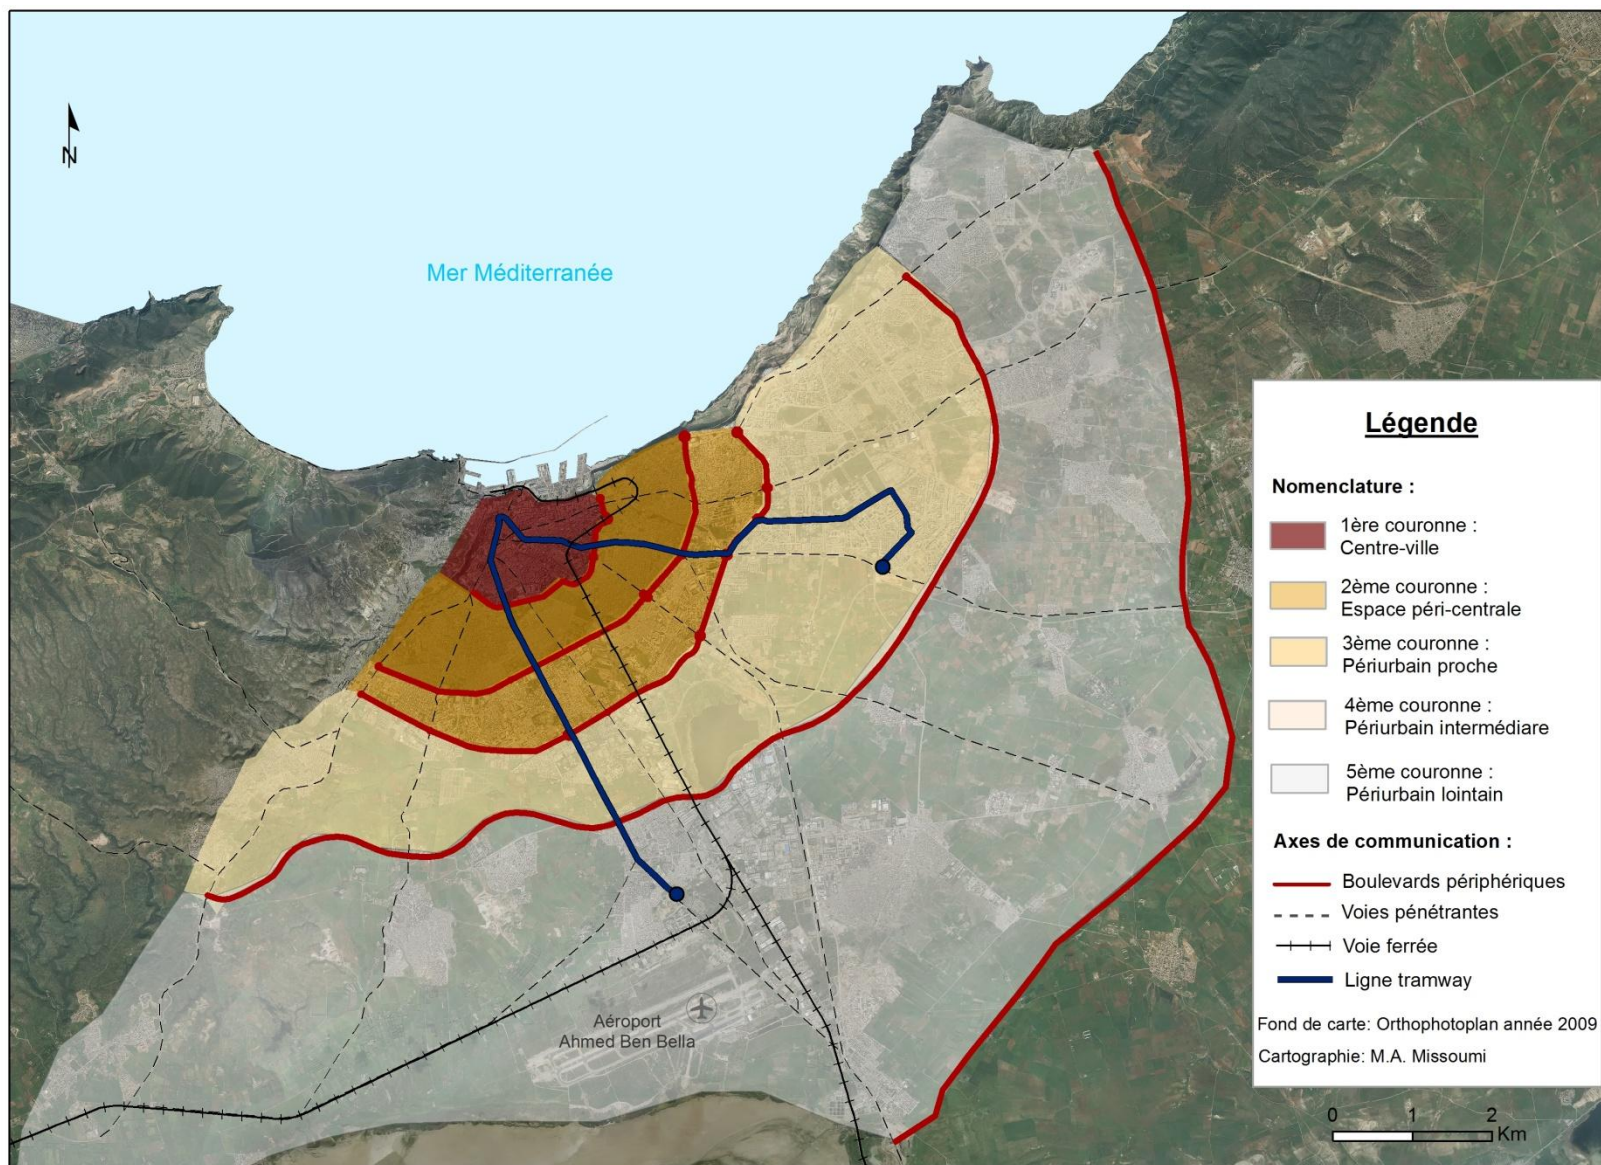 N
Mer Méditerranée
Légende
Nomenclature :
1ère couronne :
Centre-ville
2ème couronne :
Espace péri-centrale
3ème couronne :
Périurbain proche
4ème couronne :
Périurbain intermédiare
5ème couronne :
Périurbain lointain
Axes de communication :
Boulevards périphériques
Voies pénétrantes
Voie ferrée
Ligne tramway
Fond de carte: Orthophotoplan année 2009
Cartographie: M.A. Missoumi
Aéroport
Ahmed Ben Bella
0 1 2
Km